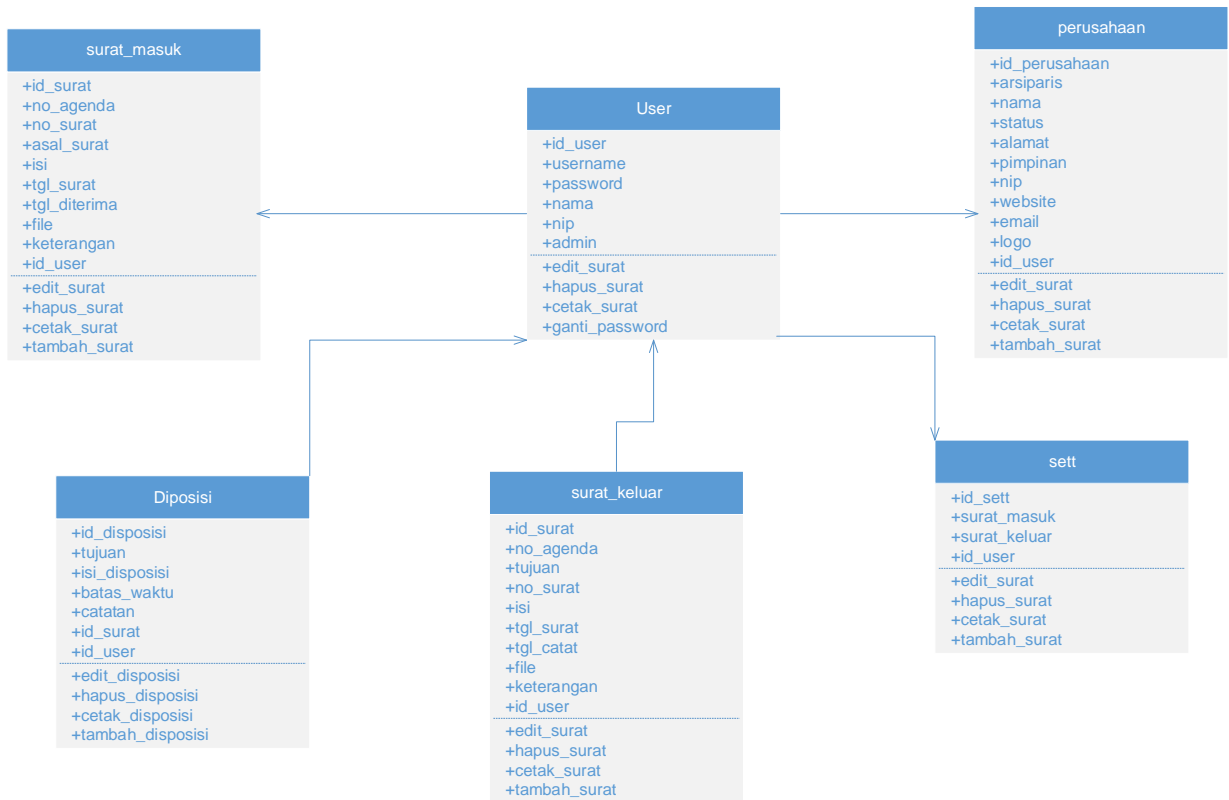 surat_masuk
+id_surat
+no_agenda
+no_surat
+asal_surat
+isi
+tgl_surat
+tgl_diterima
+file
+keterangan
+id_user
+edit_surat
+hapus_surat
+cetak_surat
+tambah_surat
User
+id_user
+username
+password
+nama
+nip
+admin
+edit_surat
+hapus_surat
+cetak_surat
+ganti_password
perusahaan
+id_perusahaan
+arsiparis
+nama
+status
+alamat
+pimpinan
+nip
+website
+email
+logo
+id_user
+edit_surat
+hapus_surat
+cetak_surat
+tambah_surat
Diposisi
+id_disposisi
+tujuan
+isi_disposisi
+batas_waktu
+catatan
+id_surat
+id_user
+edit_disposisi
+hapus_disposisi
+cetak_disposisi
+tambah_disposisi
surat_keluar
+id_surat
+no_agenda
+tujuan
+no_surat
+isi
+tgl_surat
+tgl_catat
+file
+keterangan
+id_user
+edit_surat
+hapus_surat
+cetak_surat
+tambah_surat
sett
+id_sett
+surat_masuk
+surat_keluar
+id_user
+edit_surat
+hapus_surat
+cetak_surat
+tambah_surat